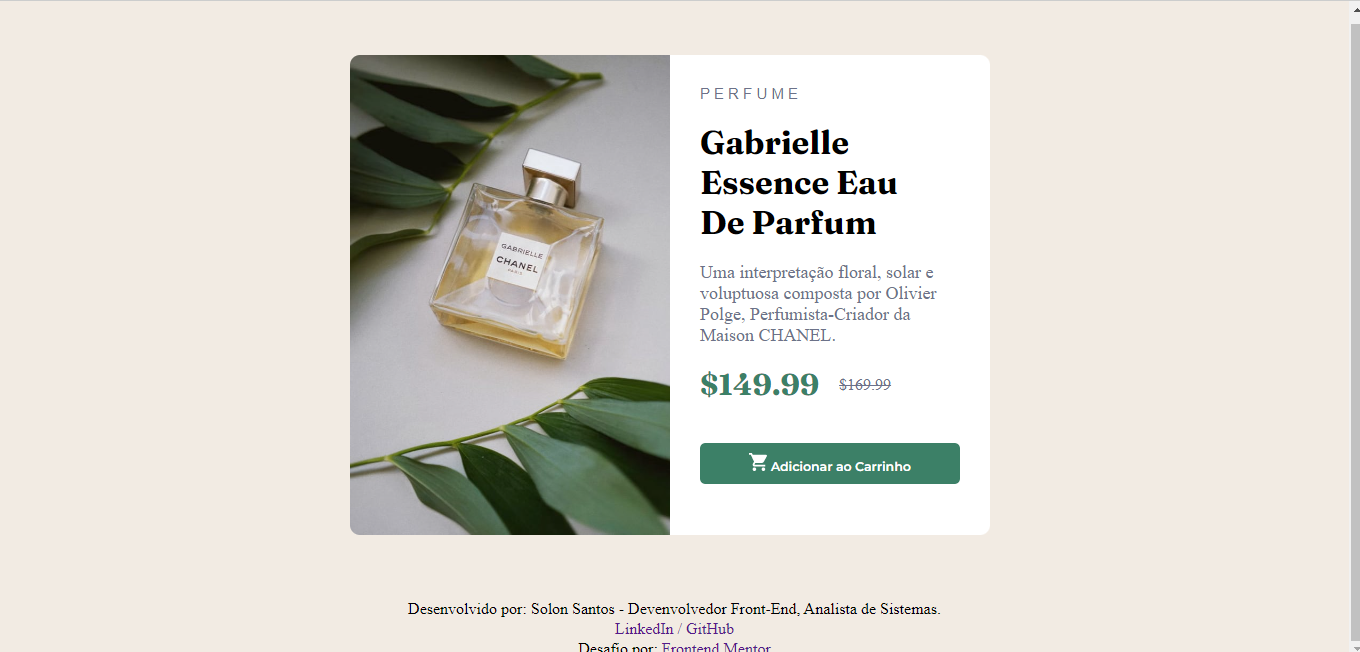 GABRIELLE
CHANEL
PARIS
PERFUME
Gabrielle
Essence Eau
De Parfum
Uma interpretação floral, solar e
voluptuosa composta por Olivier
Polge, Perfumista-Criador da
Maison CHANEL.
$149.99 $169.99
Adicionar ao Carrinho
Desenvolvido por: Solon Santos - Devenvolvedor Front-End, Analista de Sistemas.
LinkedIn / GitHub
Desafio por: Frontend Mentor